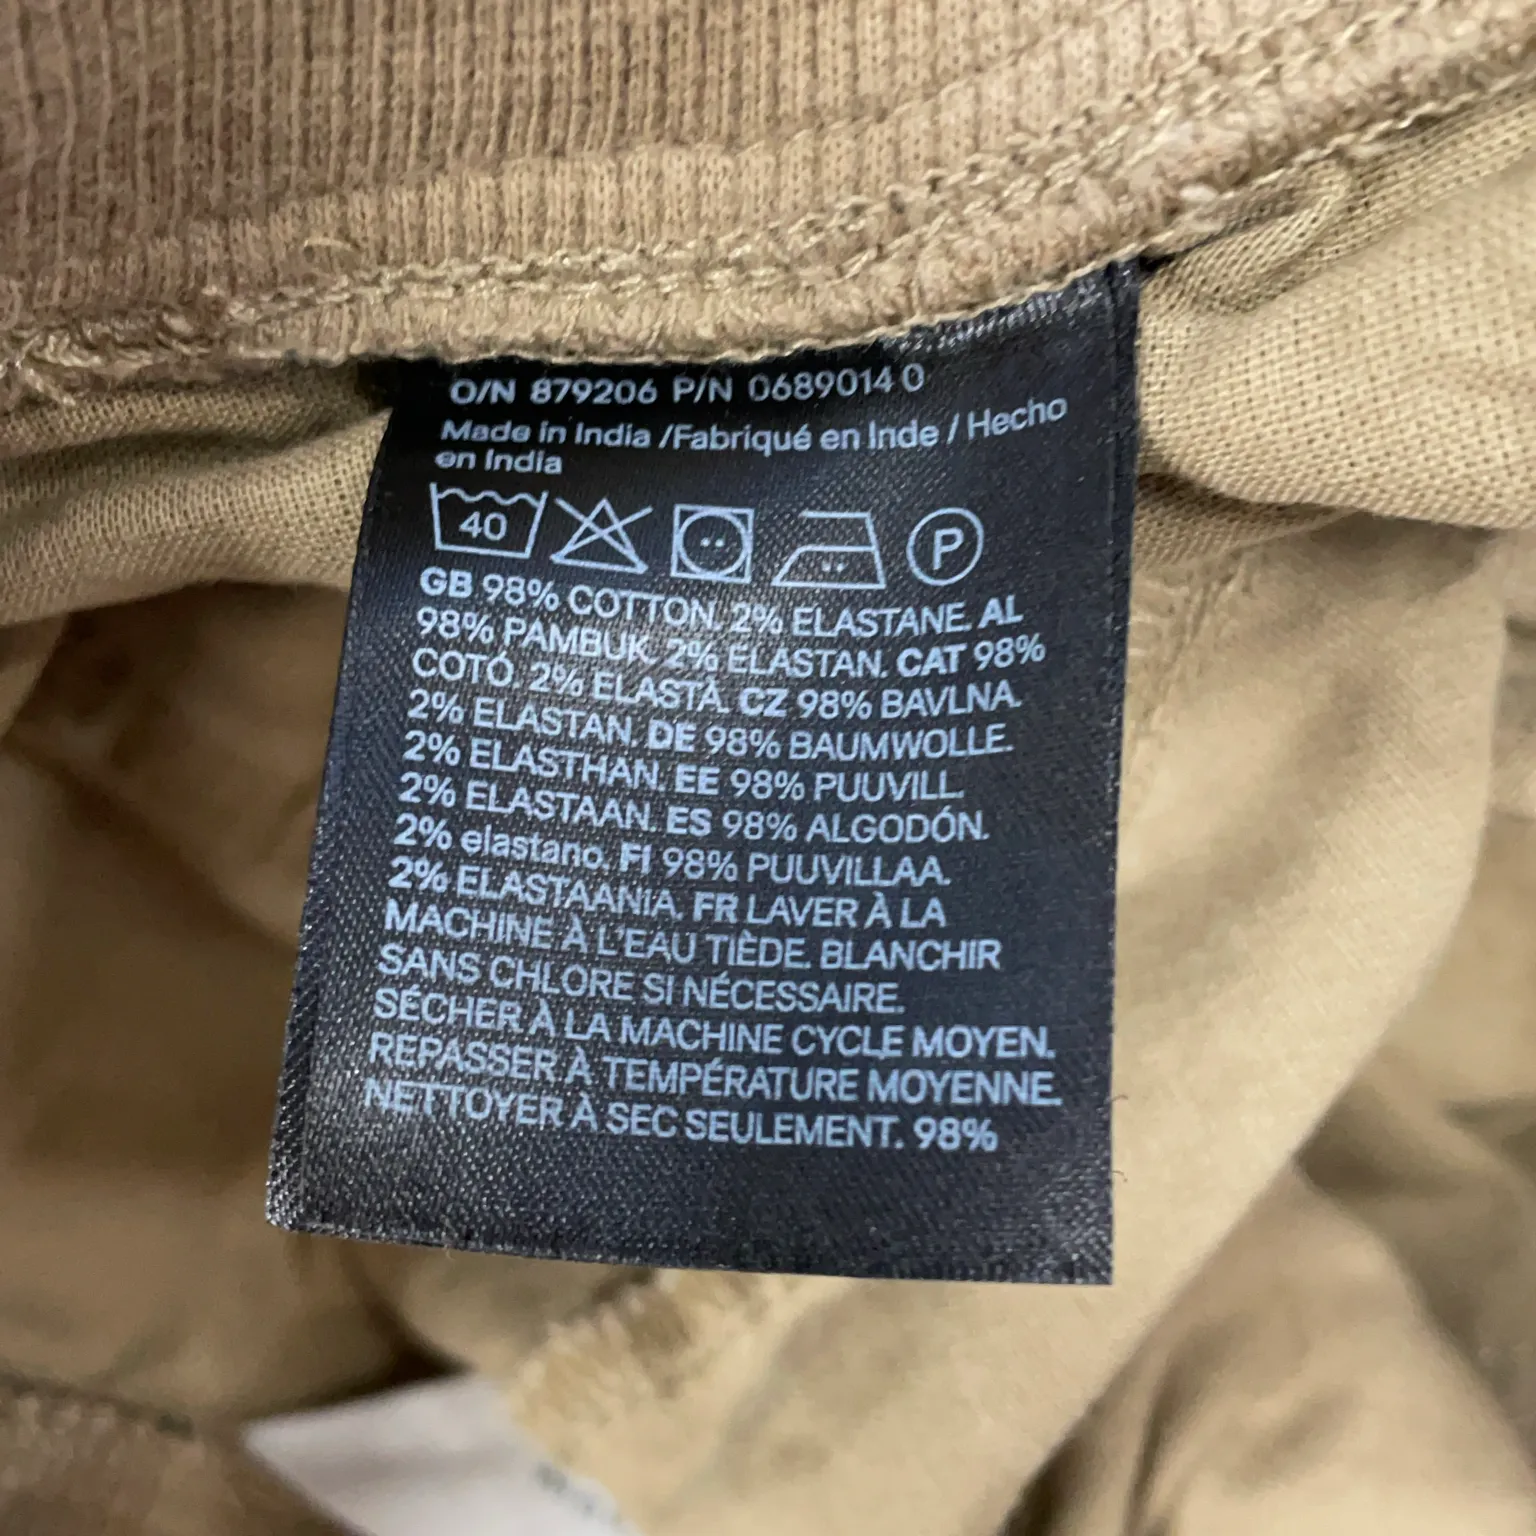 O/N 879206 P/N 0689014 0
Made in India /Fabriqué en Inde / Hecho
en India
40 P
GB 98% COTTON. 2% ELASTANE. AL
98% PAMBUK. 2% ELASTAN. CAT 98%
COTÓ. 2% ELASTÀ. CZ 98% BAVLNA.
2% ELASTAN. DE 98% BAUMWOLLE.
2% ELASTHAN. EE 98% PUUVILL.
2% ELASTAAN. ES 98% ALGODÓN.
2% elastano. FI 98% PUUVILLAA.
2% ELASTAANIA. FR LAVER À LA
MACHINE À L'EAU TIÈDE. BLANCHIR
SANS CHLORE SI NÉCESSAIRE.
SÉCHER À LA MACHINE CYCLE MOYEN.
REPASSER À TEMPÉRATURE MOYENNE.
NETTOYER À SEC SEULEMENT. 98%